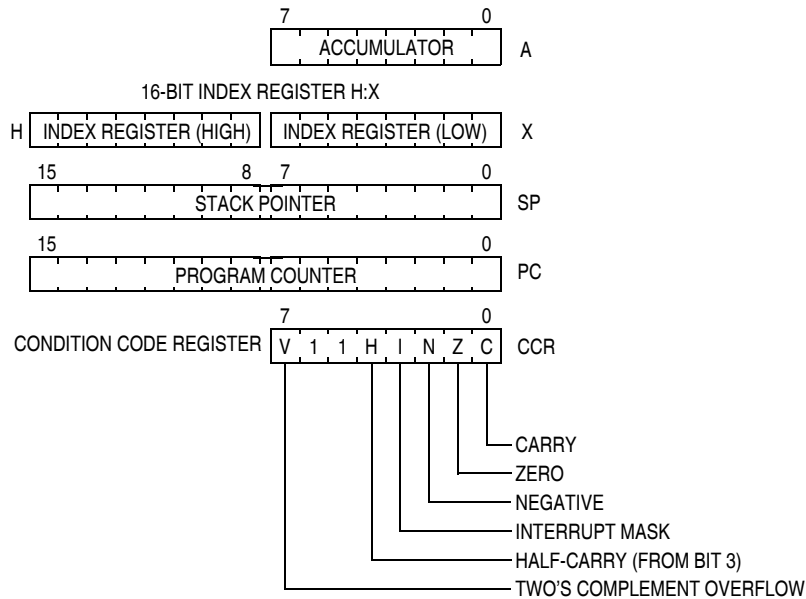 7 0
ACCUMULATOR A
16-BIT INDEX REGISTER H:X
H INDEX REGISTER (HIGH) INDEX REGISTER (LOW) X
15 8 7 0
STACK POINTER SP
15 0
PROGRAM COUNTER PC
7 0
CONDITION CODE REGISTER V 1 1 H I N Z C CCR
CARRY
ZERO
NEGATIVE
INTERRUPT MASK
HALF-CARRY (FROM BIT 3)
TWO'S COMPLEMENT OVERFLOW